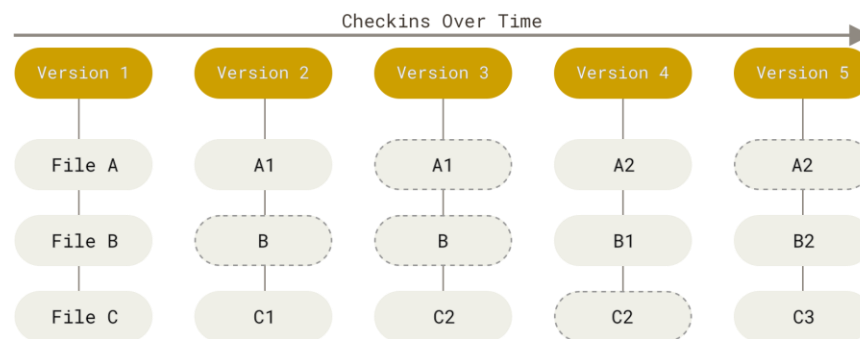 Checkins Over Time
Version 1 Version 2 Version 3 Version 4 Version 5
File A A1 A1 A2 A2
File B B B B1 B2
File C C1 C2 C2 C3